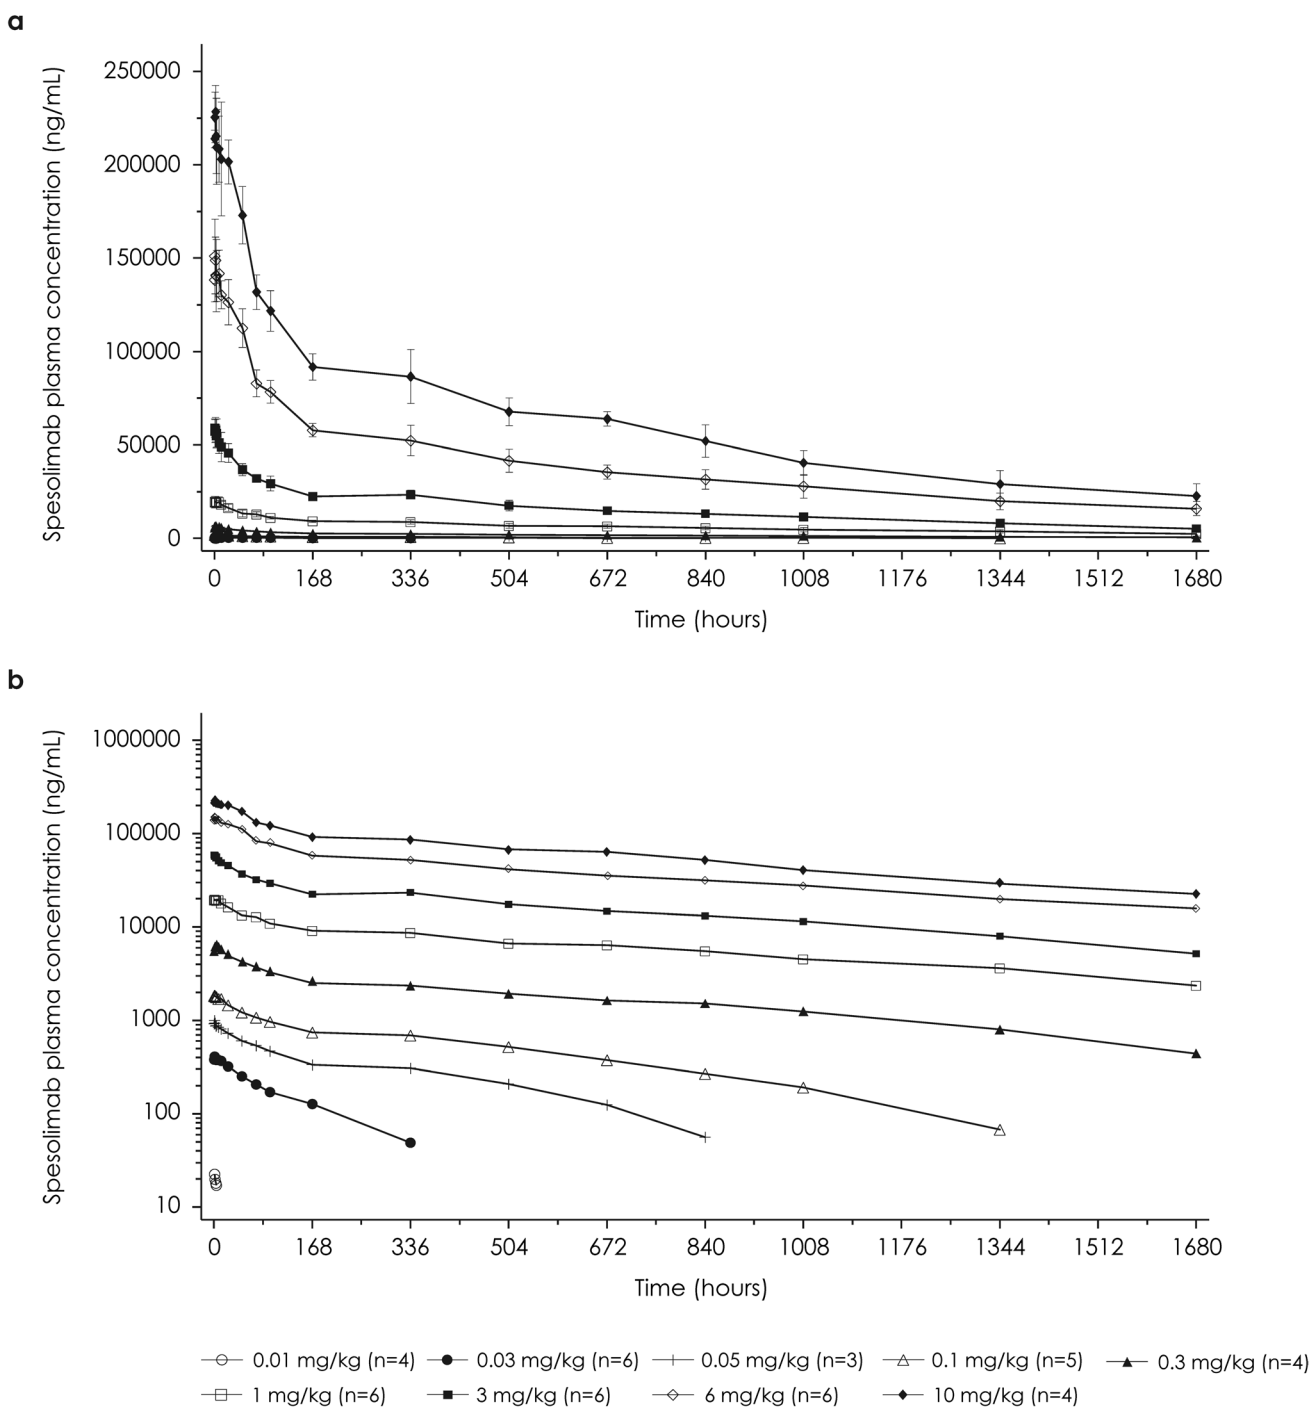 a
Spesolimab plasma concentration (ng/mL)
250000
200000
150000
100000
50000
0
0 168 336 504 672 840 1008 1176 1344 1512 1680
Time (hours)
b
Spesolimab plasma concentration (ng/mL)
1000000
100000
10000
1000
100
10
0 168 336 504 672 840 1008 1176 1344 1512 1680
Time (hours)
0.01 mg/kg (n=4) 0.03 mg/kg (n=6) 0.05 mg/kg (n=3) 0.1 mg/kg (n=5) 0.3 mg/kg (n=4)
1 mg/kg (n=6) 3 mg/kg (n=6) 6 mg/kg (n=6) 10 mg/kg (n=4)